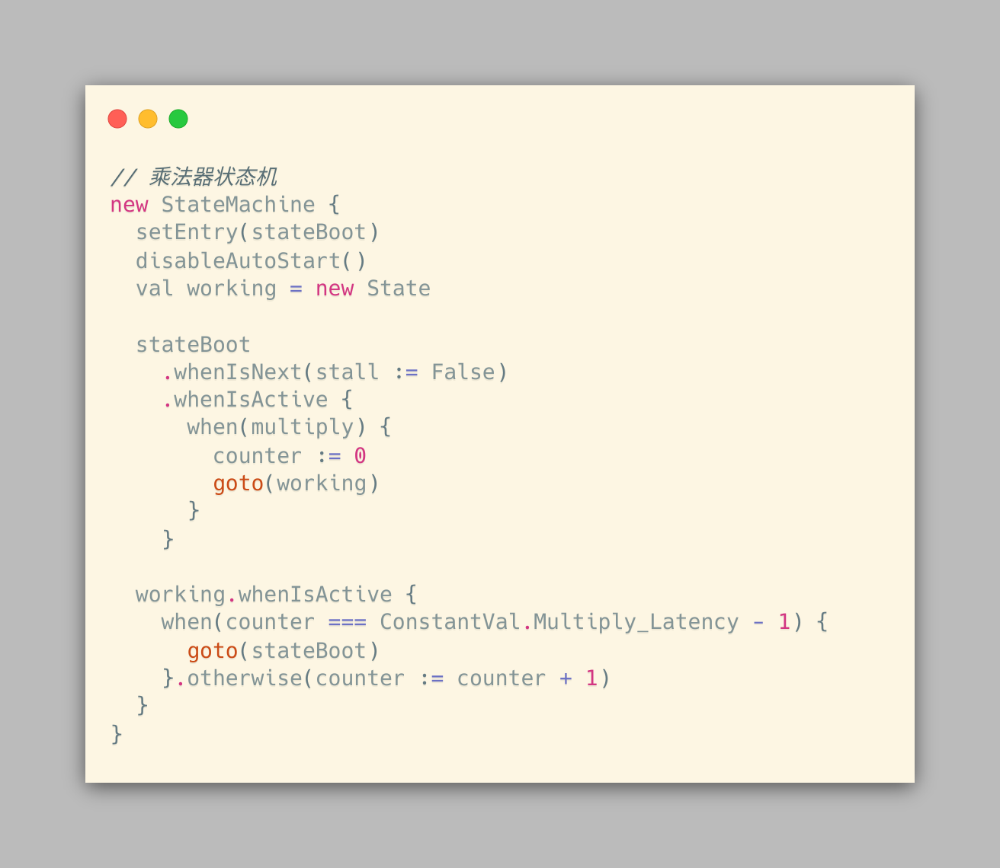 // 乘法器状态机
new StateMachine {
  setEntry(stateBoot)
  disableAutoStart()
  val working = new State

  stateBoot
    .whenIsNext(stall := False)
    .whenIsActive {
      when(multiply) {
        counter := 0
        goto(working)
      }
    }

  working.whenIsActive {
    when(counter === ConstantVal.Multiply_Latency - 1) {
      goto(stateBoot)
    }.otherwise(counter := counter + 1)
  }
}